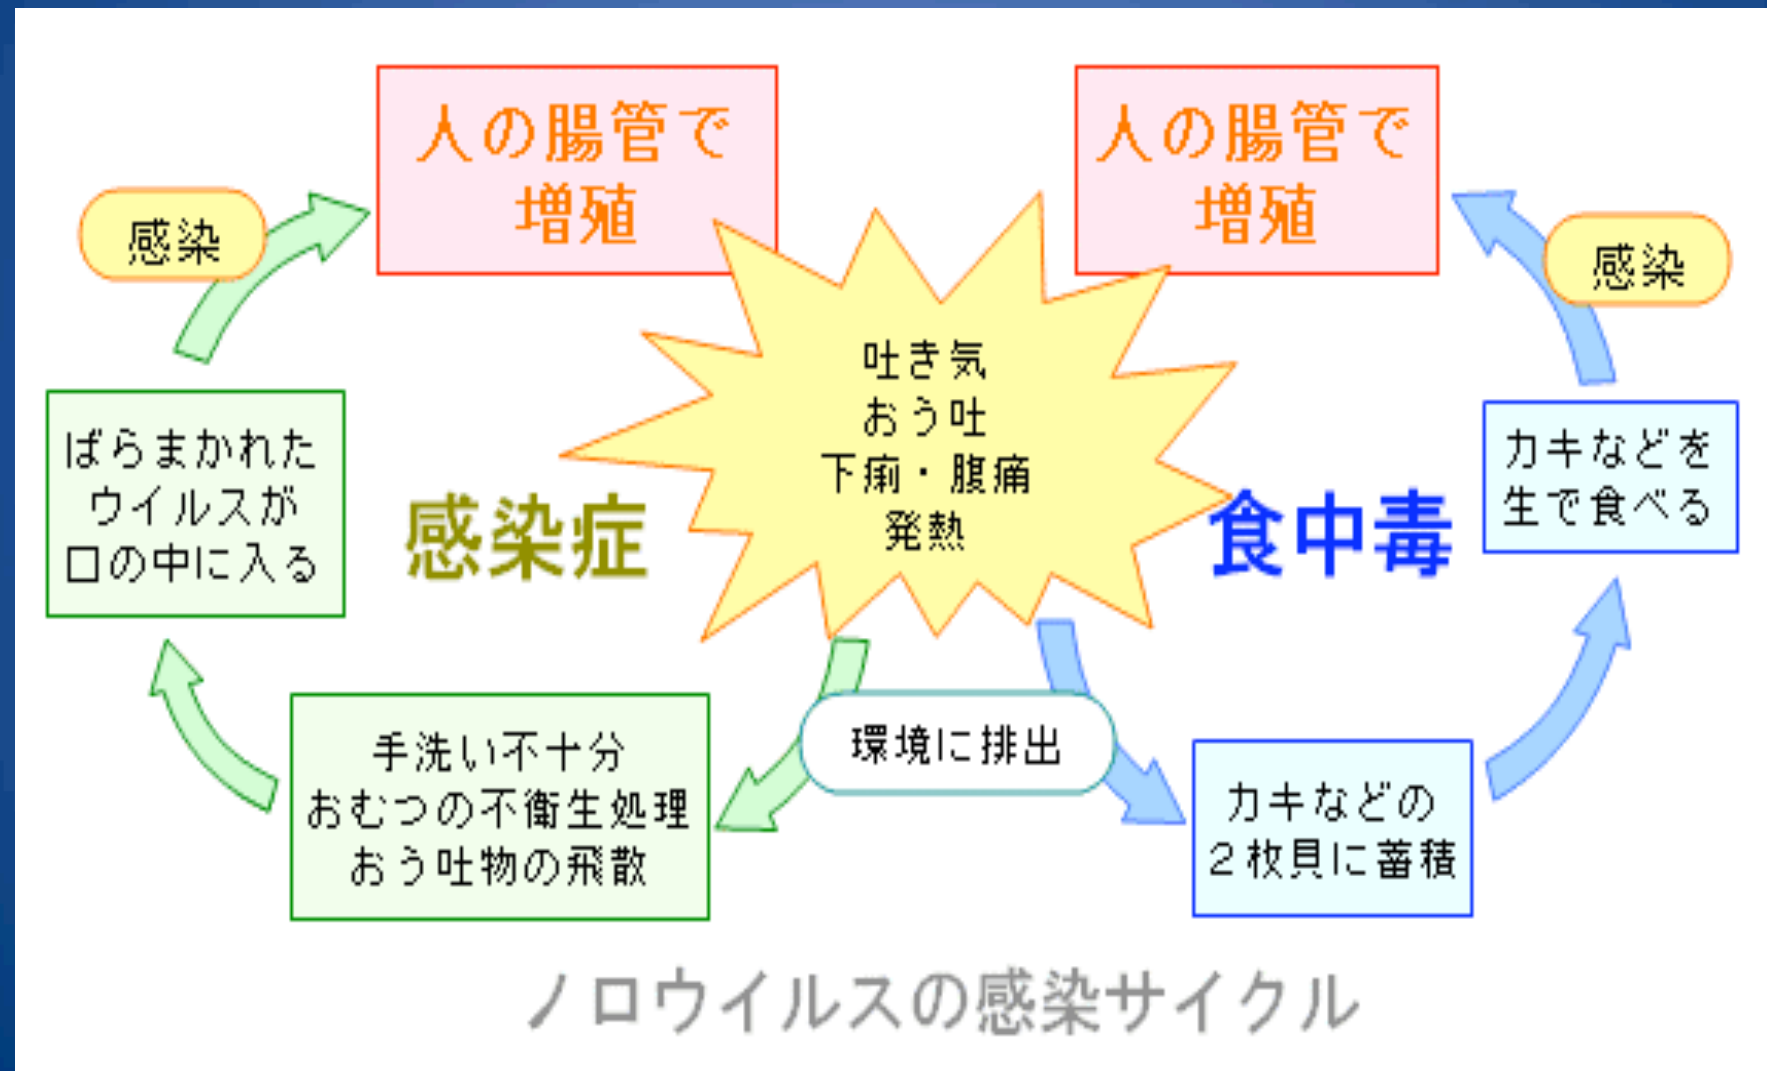 人の腸管で
増殖
人の腸管で
増殖
感染
感染
吐き気
おう吐
下痢・腹痛
発熱
ばらまかれた
ウイルスが
口の中に入る
感染症
食中毒
カキなどを
生で食べる
手洗い不十分
おむつの不衛生処理
おう吐物の飛散
環境に排出
カキなどの
２枚貝に蓄積
ノロウイルスの感染サイクル